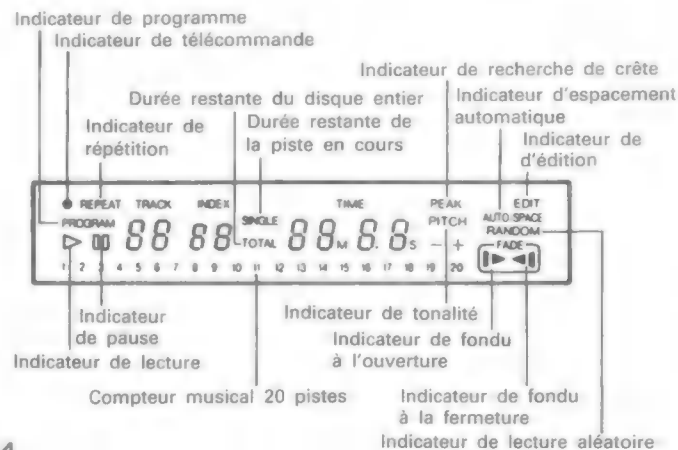 Indicateur de programme
Indicateur de télécommande
Indicateur de recherche de crête
Durée restante du disque entier
Indicateur d'espacement
automatique
Indicateur de
répétition
Durée restante de
la piste en cours
Indicateur de
d'édition
REPEAT TRACK INDEX TIME PEAK EDIT
PROGRAM 88 88 SINGLE TOTAL 88M 88S PITCH - + AUTO SPACE
RANDOM
FADE
1 2 3 4 5 6 7 8 9 10 11 12 13 14 15 16 17 18 19 20
Indicateur
de pause
Indicateur de tonalité
Indicateur de lecture
Indicateur de fondu
à l'ouverture
Compteur musical 20 pistes
Indicateur de fondu
à la fermeture
Indicateur de lecture aléatoire